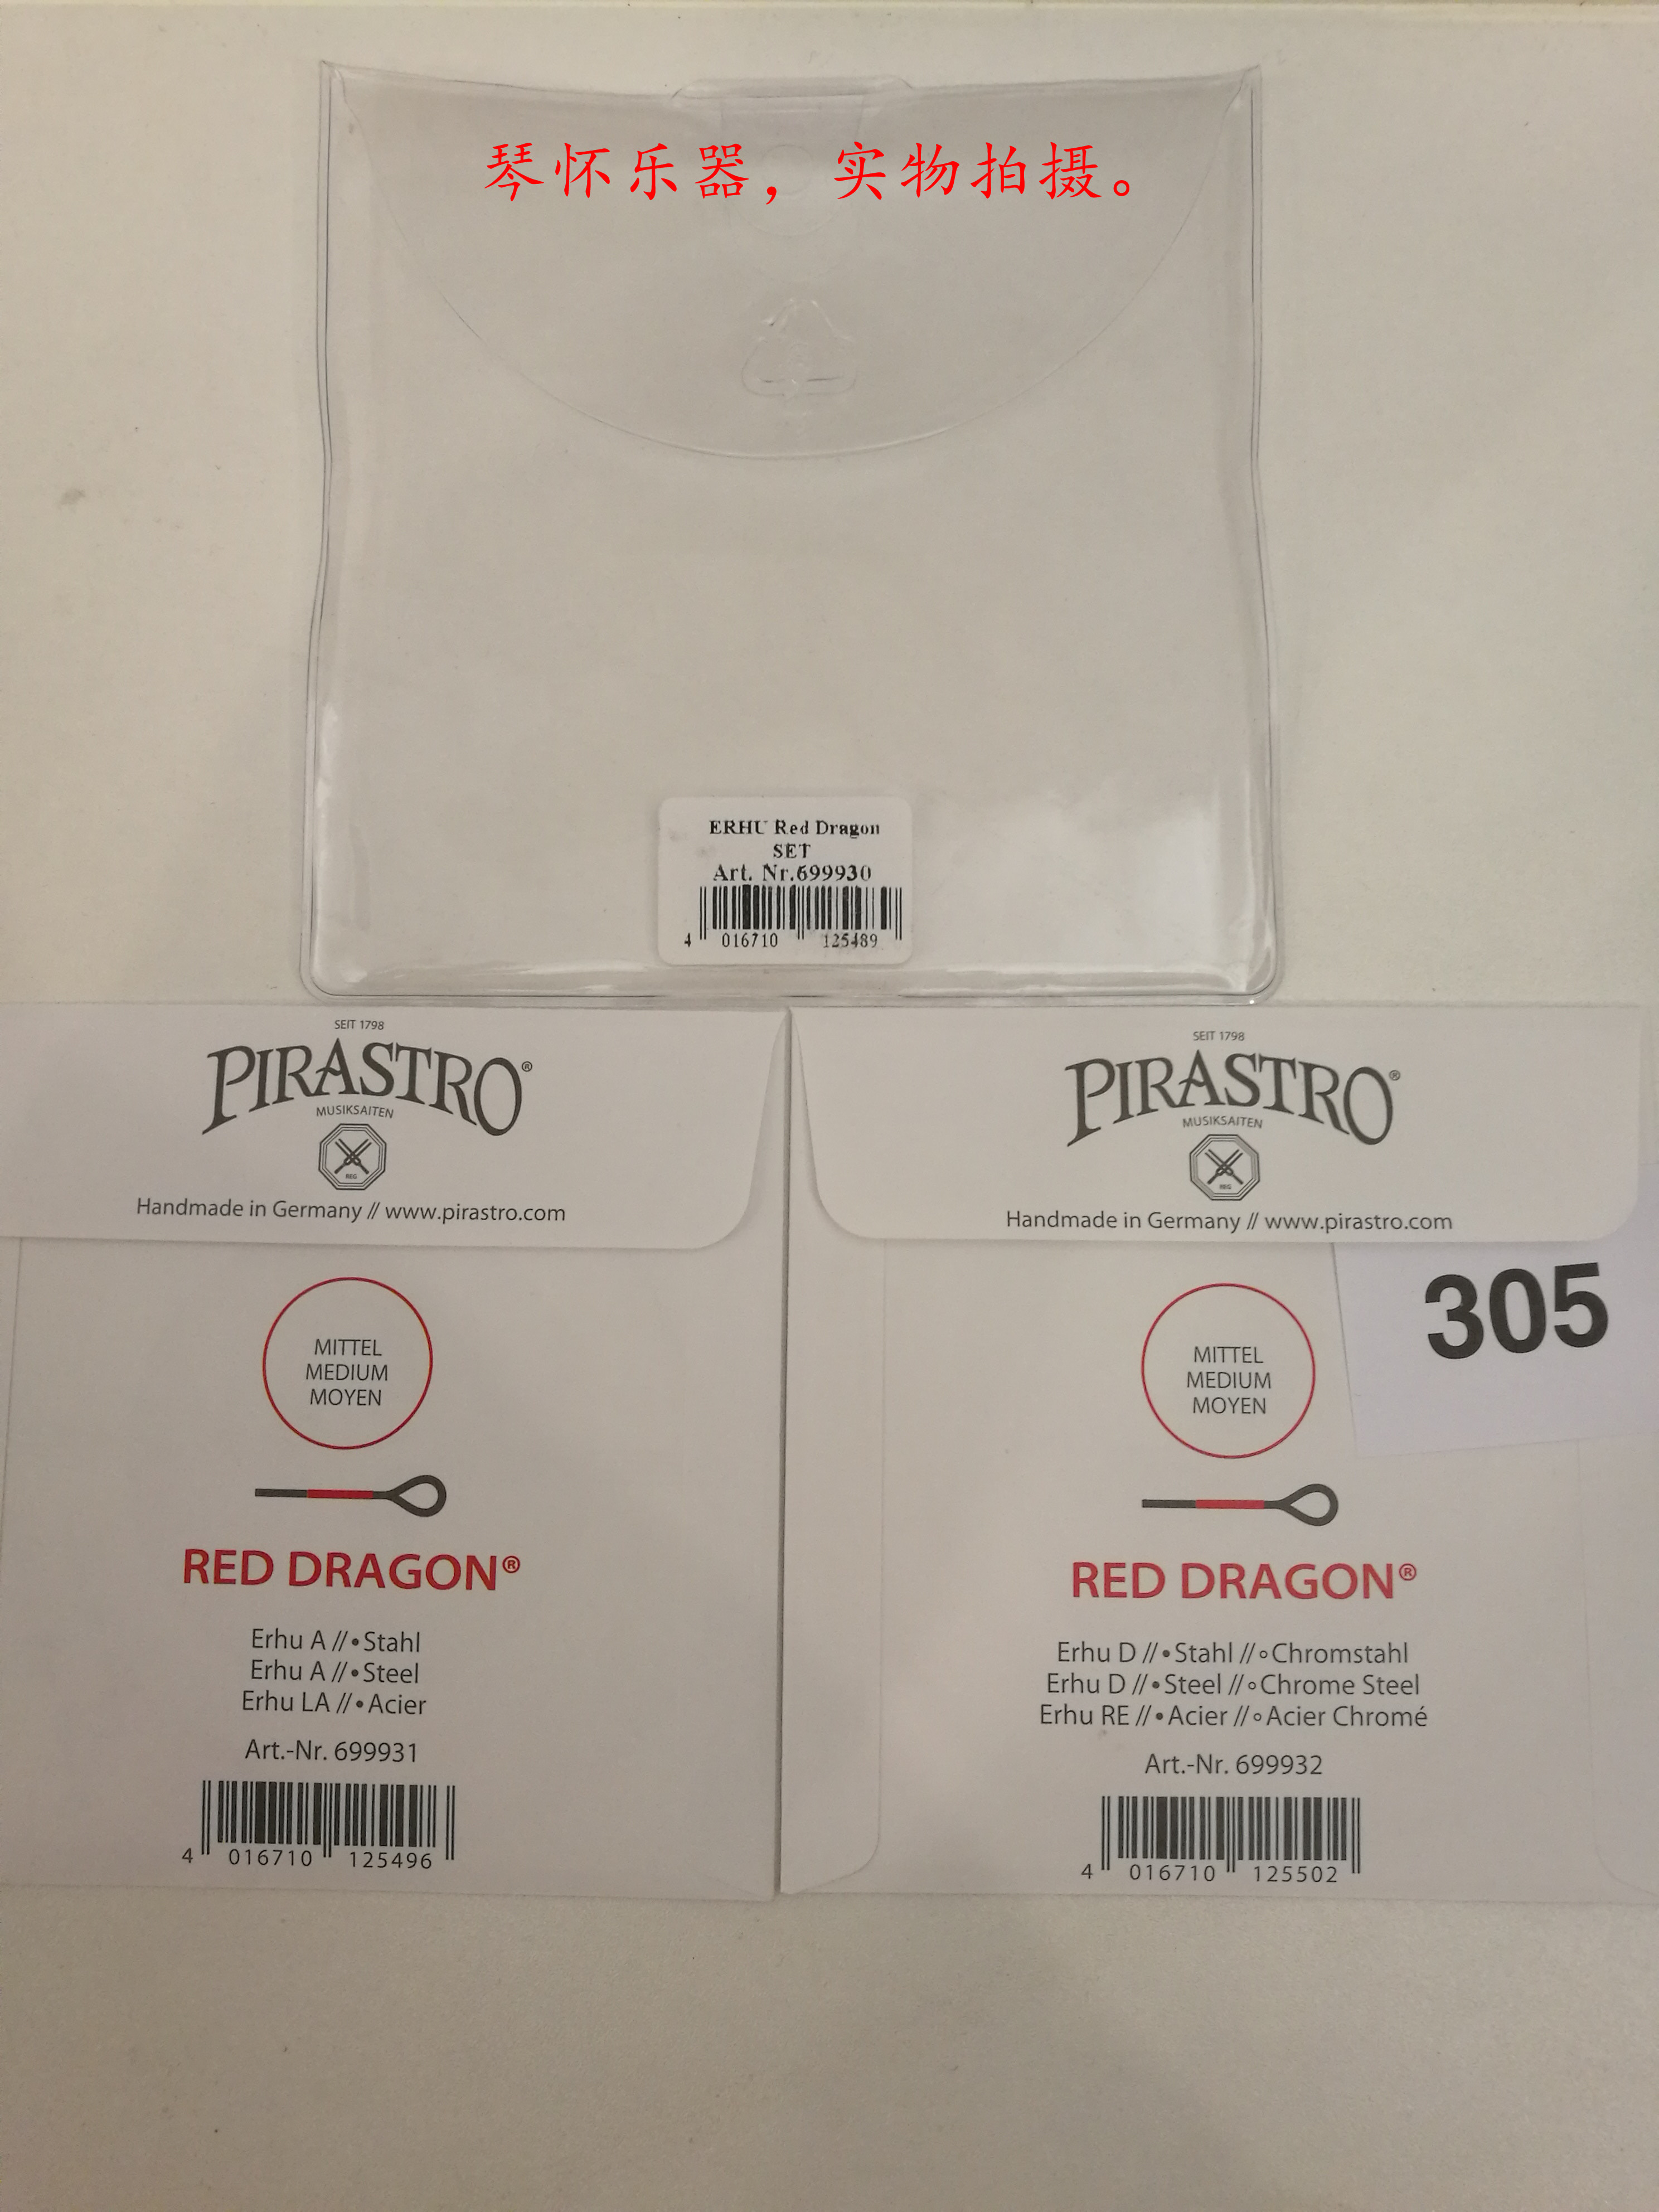 琴怀乐器，实物拍摄。
ERHU Red Dragon
SET
Art. Nr.699930
4 016710 125489
SEIT 1798
PIRASTRO®
MUSIKSAITEN
REG
Handmade in Germany // www.pirastro.com
MITTEL
MEDIUM
MOYEN
RED DRAGON®
Erhu A //•Stahl
Erhu A //•Steel
Erhu LA //•Acier
Art.-Nr. 699931
4 016710 125496
SEIT 1798
PIRASTRO®
MUSIKSAITEN
REG
Handmade in Germany // www.pirastro.com
305
MITTEL
MEDIUM
MOYEN
RED DRAGON®
Erhu D //•Stahl //◦Chromstahl
Erhu D //•Steel //◦Chrome Steel
Erhu RE //•Acier //◦Acier Chromé
Art.-Nr. 699932
4 016710 125502